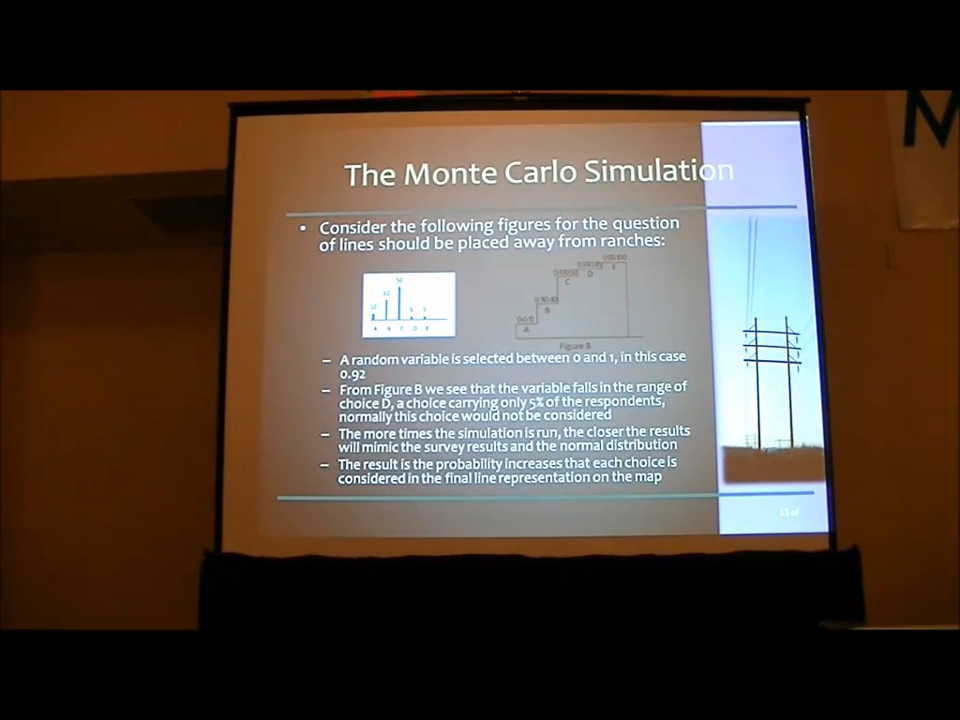 M
The Monte Carlo Simulation
• Consider the following figures for the question
of lines should be placed away from ranches:
50
30
5 5
A B C D E
C
D
E
B
A
Figure B
– A random variable is selected between 0 and 1, in this case
0.92
– From Figure B we see that the variable falls in the range of
choice D, a choice carrying only 5% of the respondents,
normally this choice would not be considered
– The more times the simulation is run, the closer the results
will mimic the survey results and the normal distribution
– The result is the probability increases that each choice is
considered in the final line representation on the map